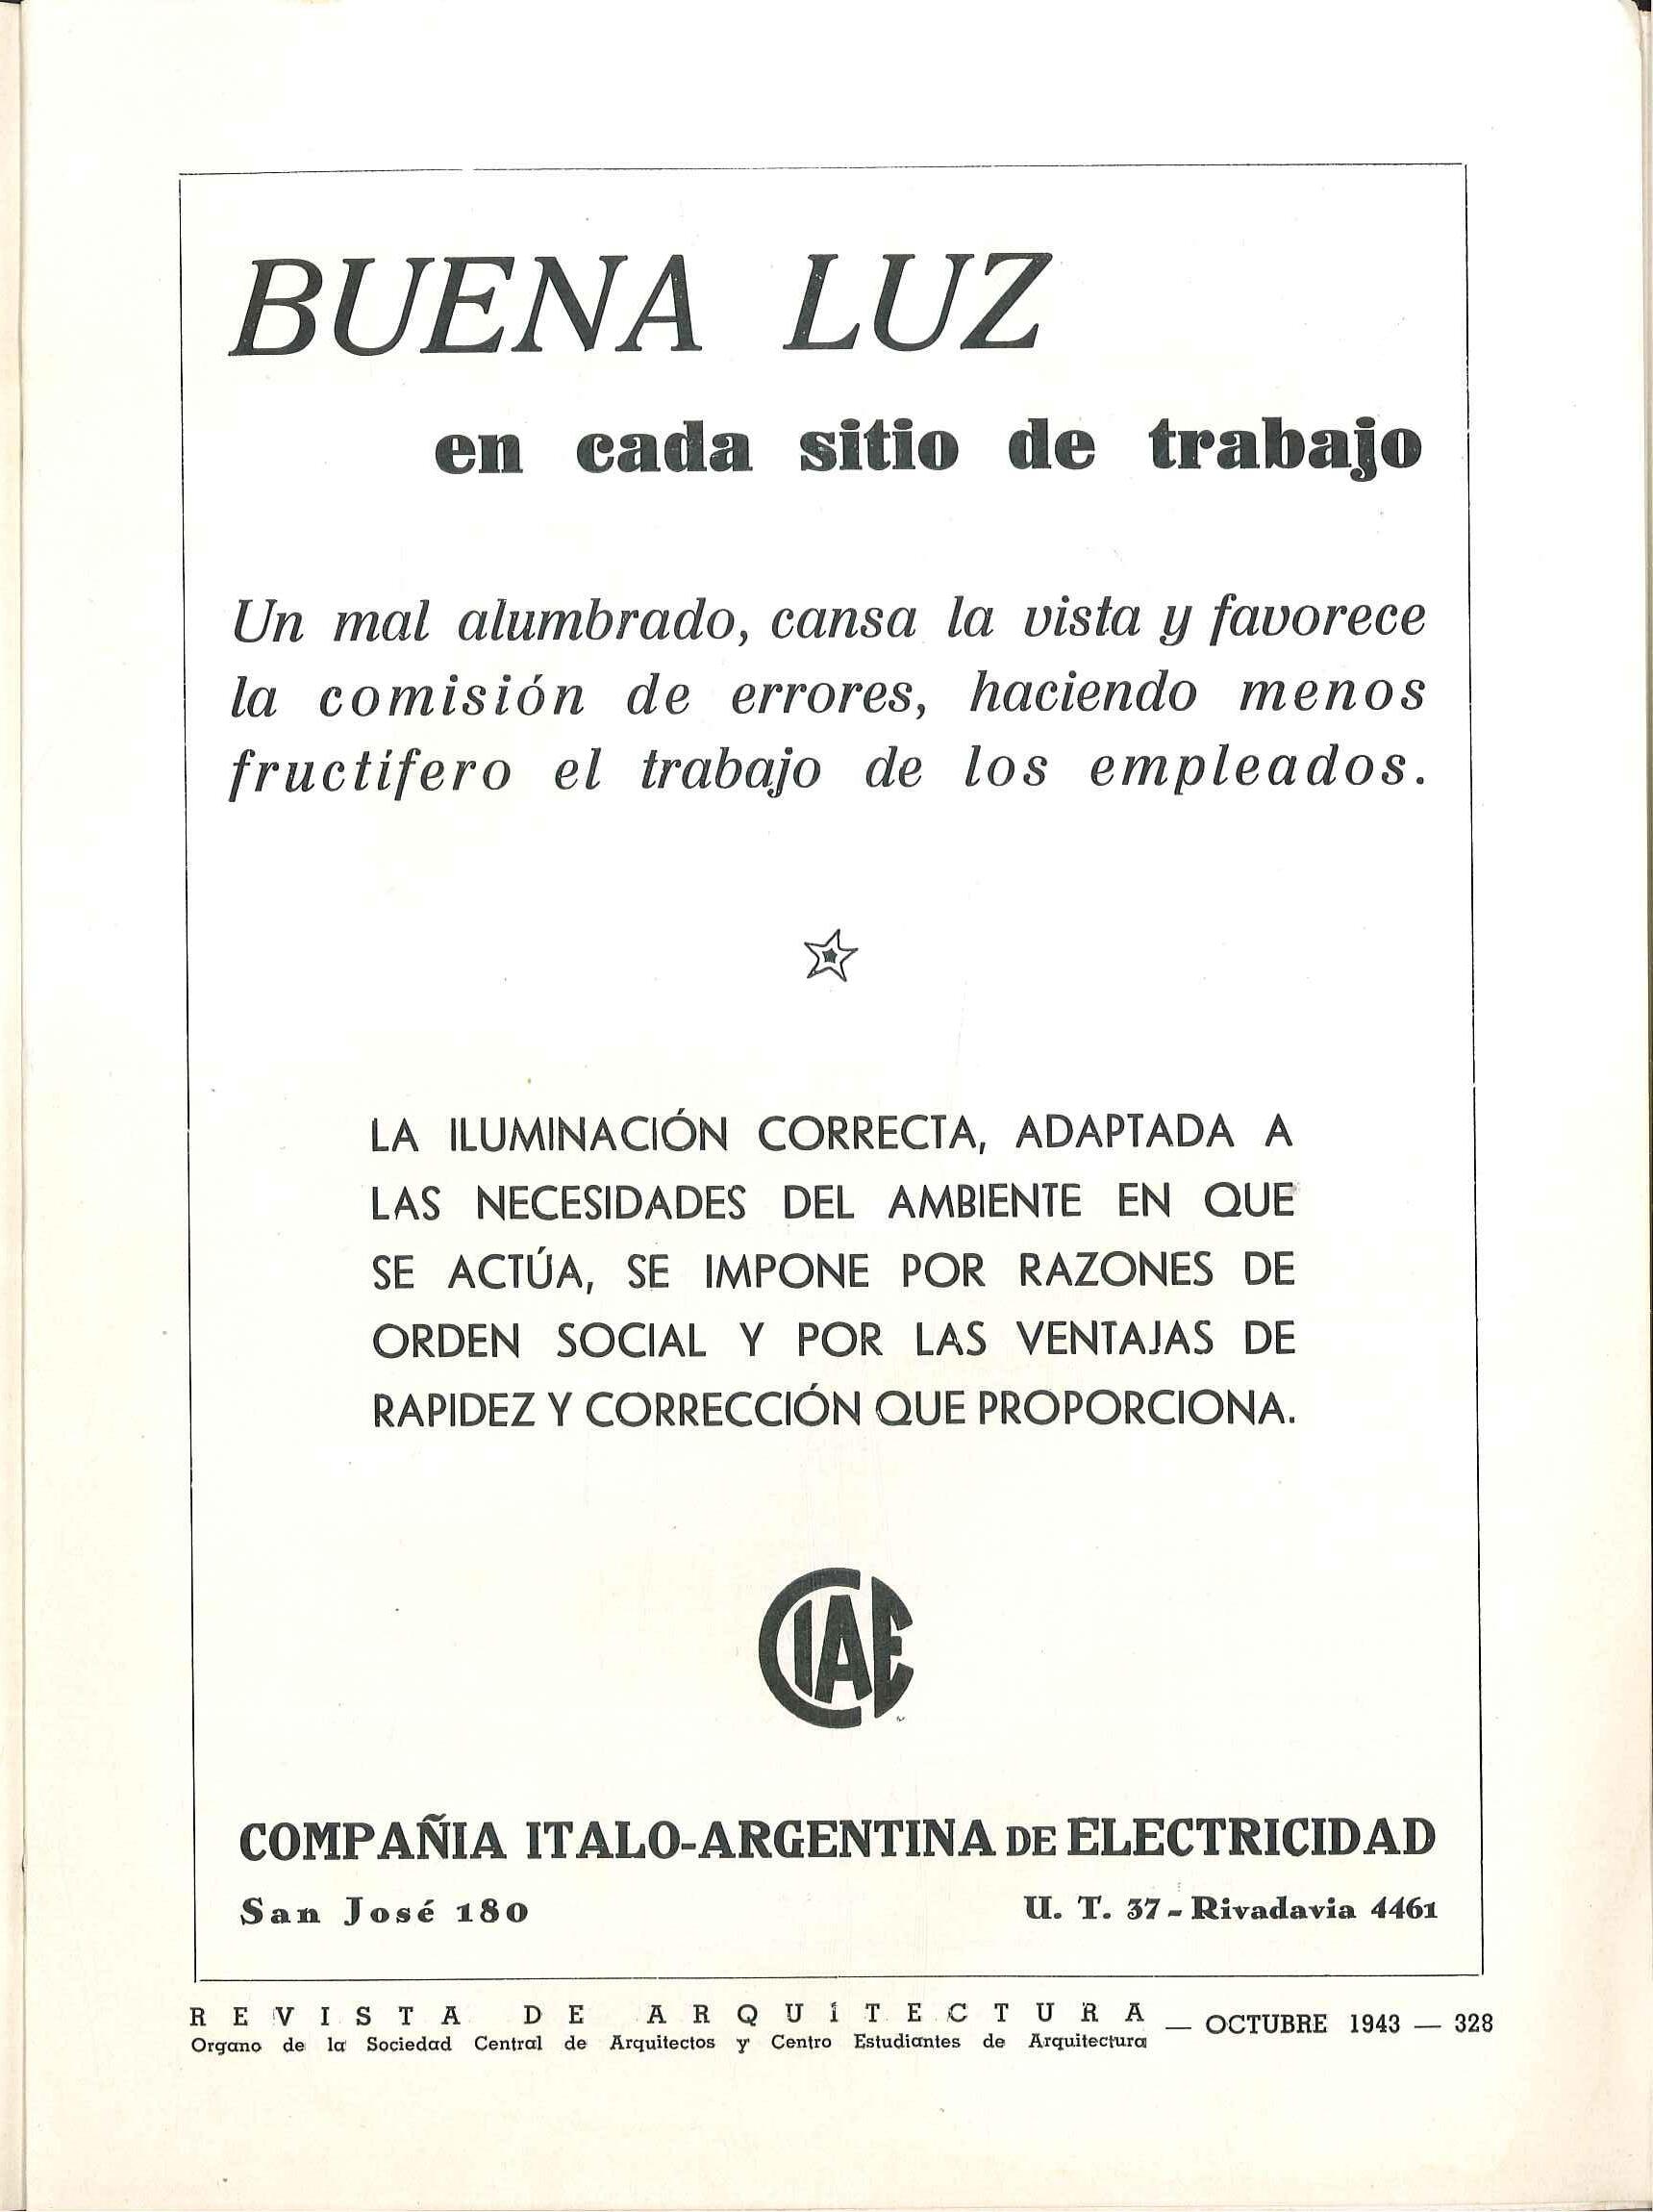 BUENA LUZ
en cada sitio de trabajo
Un mal alumbrado, cansa la vista y favorece
la comisión de errores, haciendo menos
fructífero el trabajo de los empleados.
LA ILUMINACIÓN CORRECTA, ADAPTADA A
LAS NECESIDADES DEL AMBIENTE EN QUE
SE ACTÚA, SE IMPONE POR RAZONES DE
ORDEN SOCIAL Y POR LAS VENTAJAS DE
RAPIDEZ Y CORRECCIÓN QUE PROPORCIONA.
CIAE
COMPAÑIA ITALO-ARGENTINA DE ELECTRICIDAD
San José 180 U. T. 37 - Rivadavia 4461
REVISTA DE ARQUITECTURA — OCTUBRE 1943 — 328
Organo de la Sociedad Central de Arquitectos y Centro Estudiantes de Arquitectura